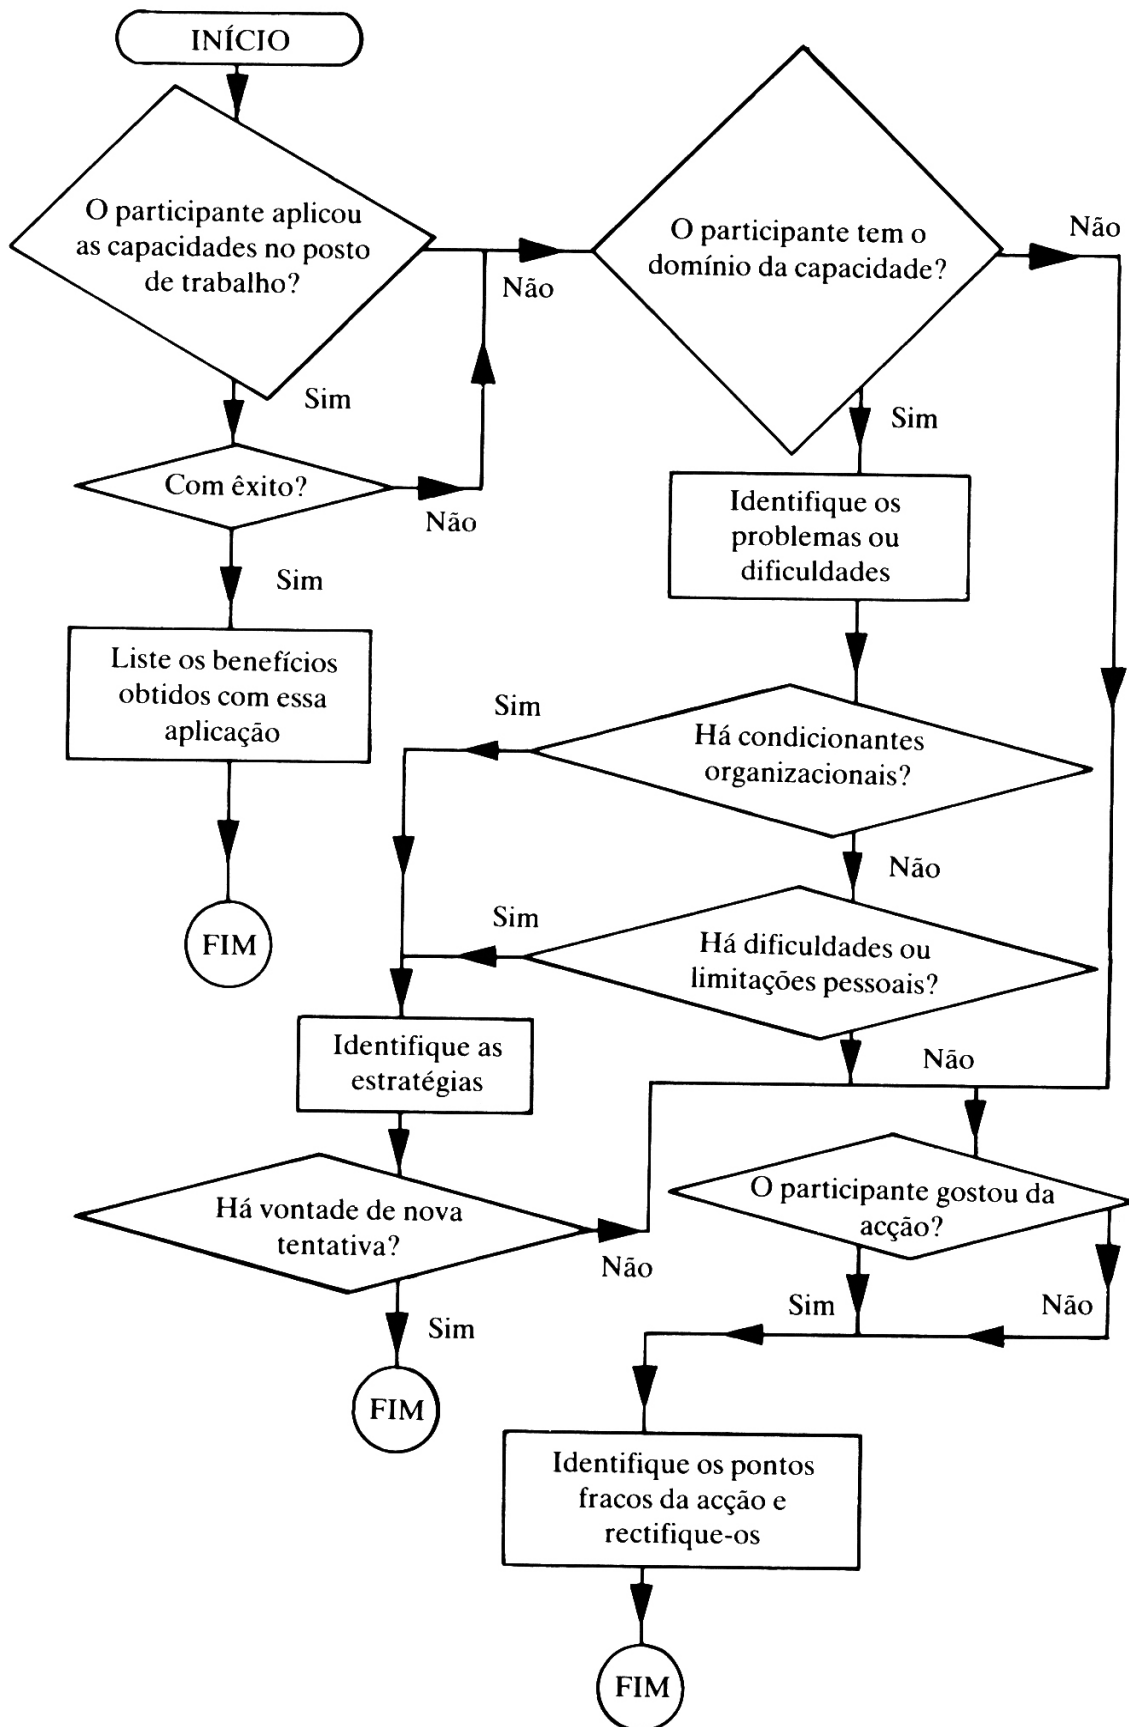 INÍCIO
O participante aplicou
as capacidades no posto
de trabalho?
Não
Sim
Com êxito?
Não
Sim
Liste os benefícios
obtidos com essa
aplicação
FIM
O participante tem o
domínio da capacidade?
Não
Sim
Identifique os
problemas ou
dificuldades
Há condicionantes
organizacionais?
Sim
Não
Há dificuldades ou
limitações pessoais?
Sim
Não
Identifique as
estratégias
Há vontade de nova
tentativa?
Não
Sim
FIM
O participante gostou da
acção?
Sim
Não
Identifique os pontos
fracos da acção e
rectifique-os
FIM